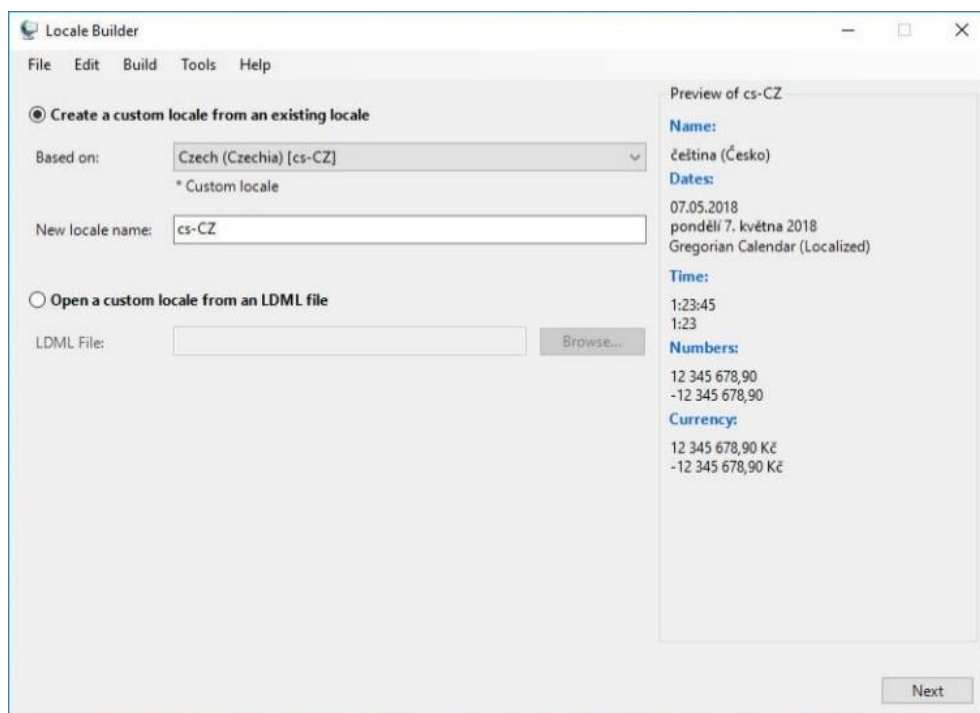 Locale Builder
File Edit Build Tools Help
Create a custom locale from an existing locale
Based on: Czech (Czechia) [cs-CZ]
* Custom locale
New locale name: cs-CZ
Open a custom locale from an LDML file
LDML File: Browse...
Preview of cs-CZ
Name:
čeština (Česko)
Dates:
07.05.2018
pondělí 7. května 2018
Gregorian Calendar (Localized)
Time:
1:23:45
1:23
Numbers:
12 345 678,90
-12 345 678,90
Currency:
12 345 678,90 Kč
-12 345 678,90 Kč
Next